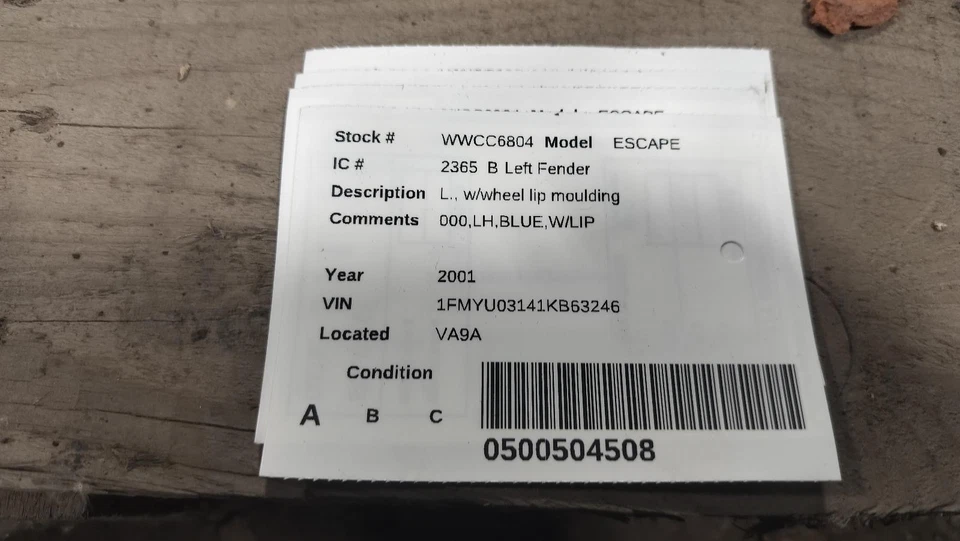 Stock # WWCC6804 Model ESCAPE
IC # 2365 B Left Fender
Description L., w/wheel lip moulding
Comments 000,LH,BLUE,W/LIP
Year 2001
VIN 1FMYU03141KB63246
Located VA9A
Condition
A B C
0500504508